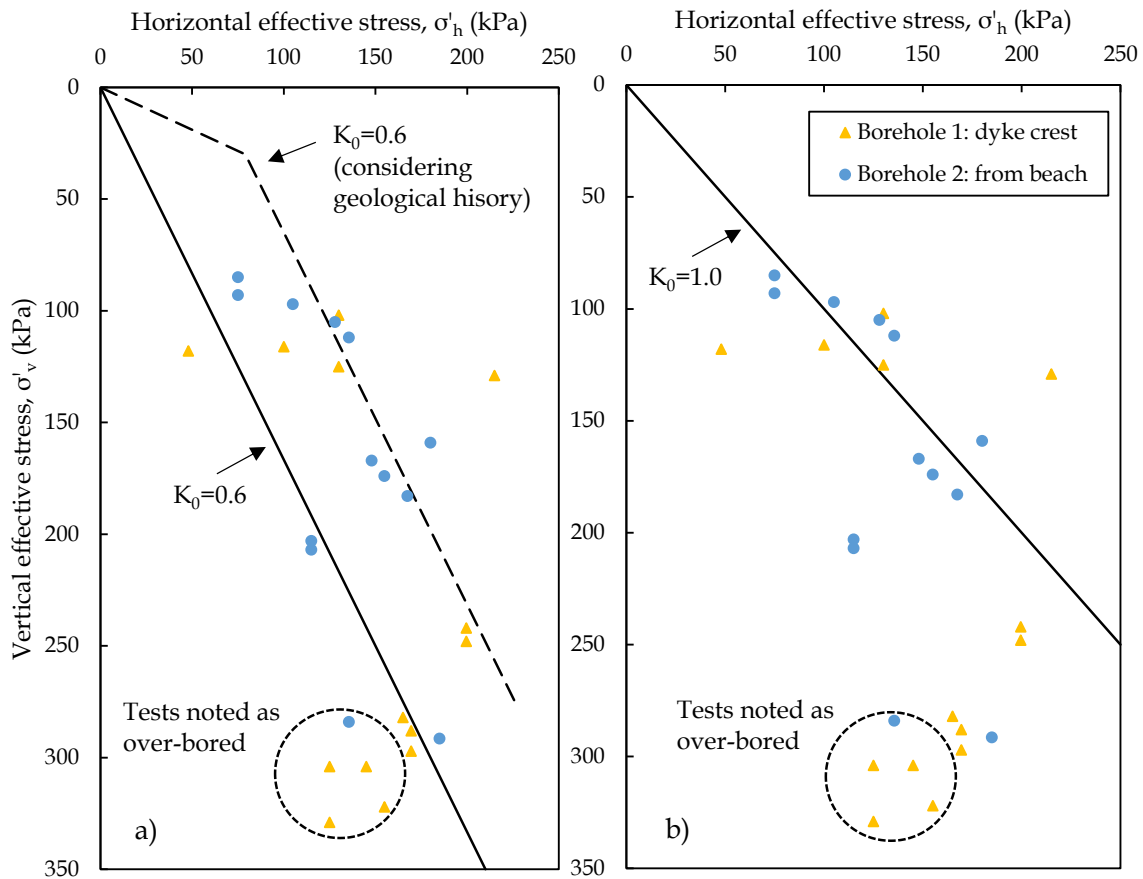 Horizontal effective stress, σ'h (kPa)
0 50 100 150 200 250
0
50
100
150
200
250
300
350
Vertical effective stress, σ'v (kPa)
K0=0.6
(considering
geological hisory)
K0=0.6
Tests noted as
over-bored
a)
Horizontal effective stress, σ'h (kPa)
0 50 100 150 200 250
0
50
100
150
200
250
300
350
Borehole 1: dyke crest
Borehole 2: from beach
K0=1.0
Tests noted as
over-bored
b)